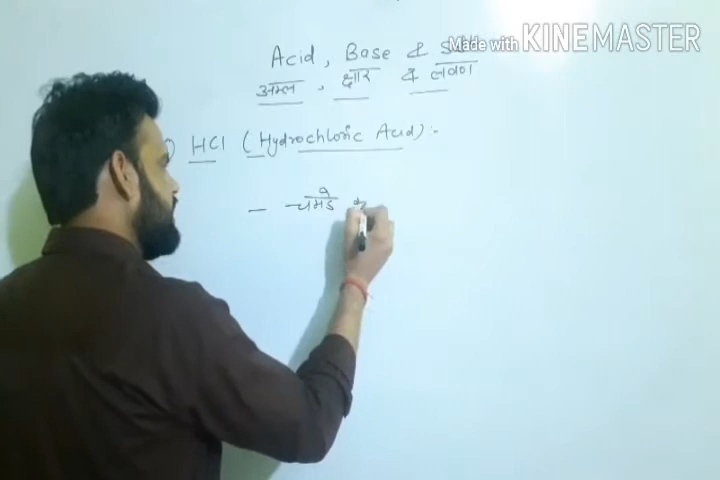 Made with KINEMASTER
Acid, Base &
अम्ल, क्षार & लवण
) HCl (Hydrochloric Acid) :-
- चमडे